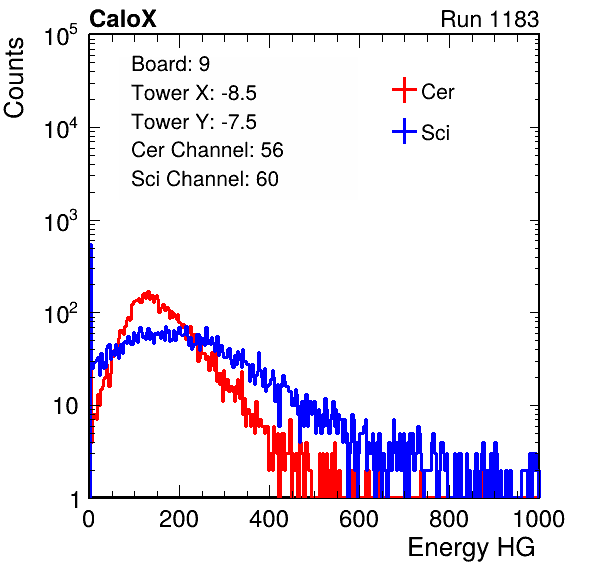 CaloX Run 1183
Counts
10^5
10^4
10^3
10^2
10
1
Board: 9
Tower X: -8.5
Tower Y: -7.5
Cer Channel: 56
Sci Channel: 60
Cer
Sci
0 200 400 600 800 1000
Energy HG